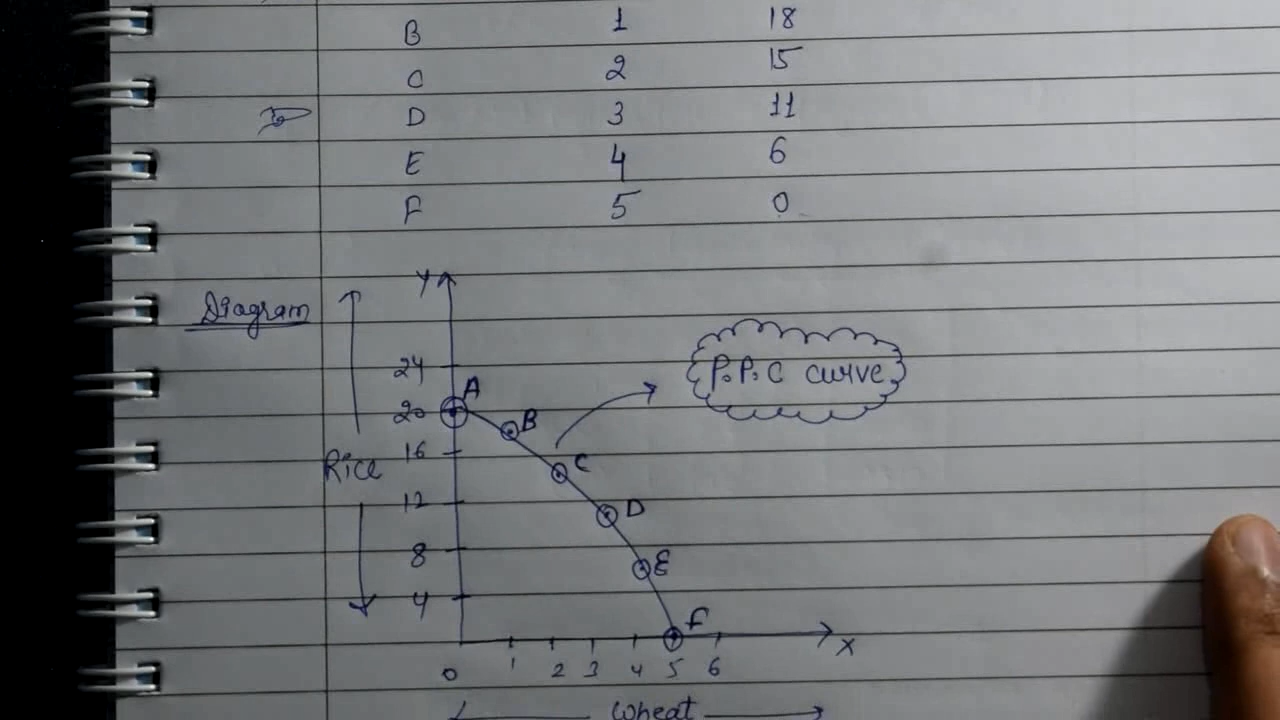 B 1 18
C 2 15
D 3 11
E 4 6
F 5 0
Diagram
Y
24
A
20
B
P.P.C curve
16
C
Rice
12
D
8
E
4
F
X
0 1 2 3 4 5 6
Wheat